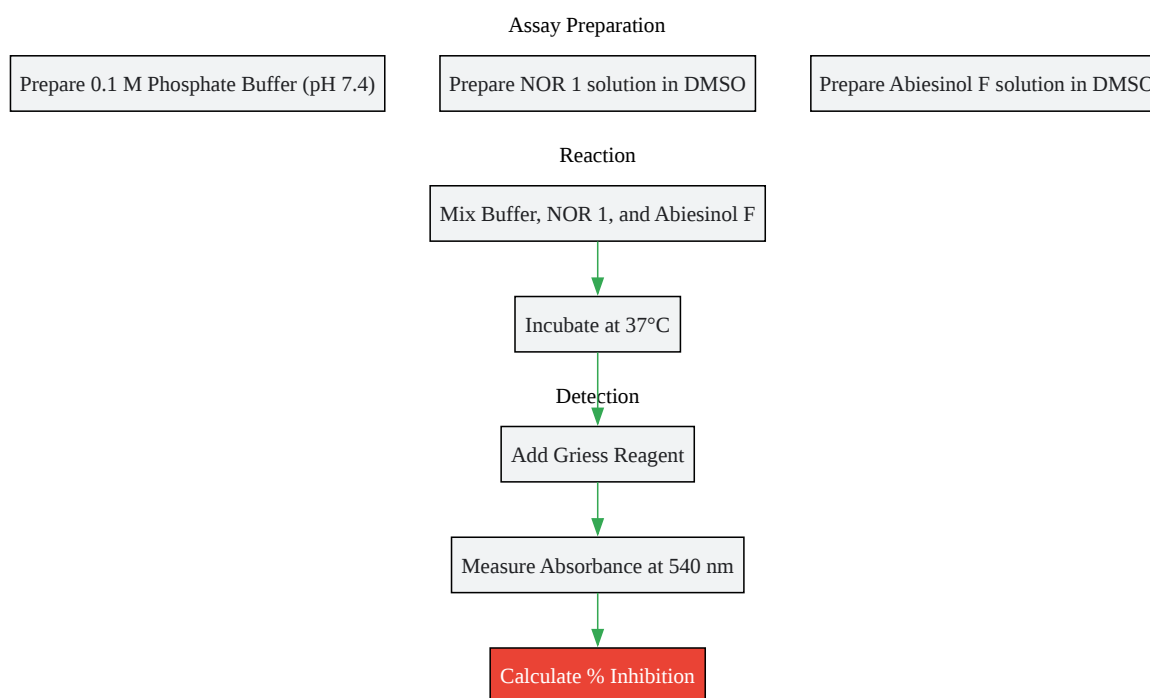 Assay Preparation
Prepare 0.1 M Phosphate Buffer (pH 7.4)
Prepare NOR 1 solution in DMSO
Prepare Abiesinol F solution in DMSO
Reaction
Mix Buffer, NOR 1, and Abiesinol F
Incubate at 37°C
Detection
Add Griess Reagent
Measure Absorbance at 540 nm
Calculate % Inhibition